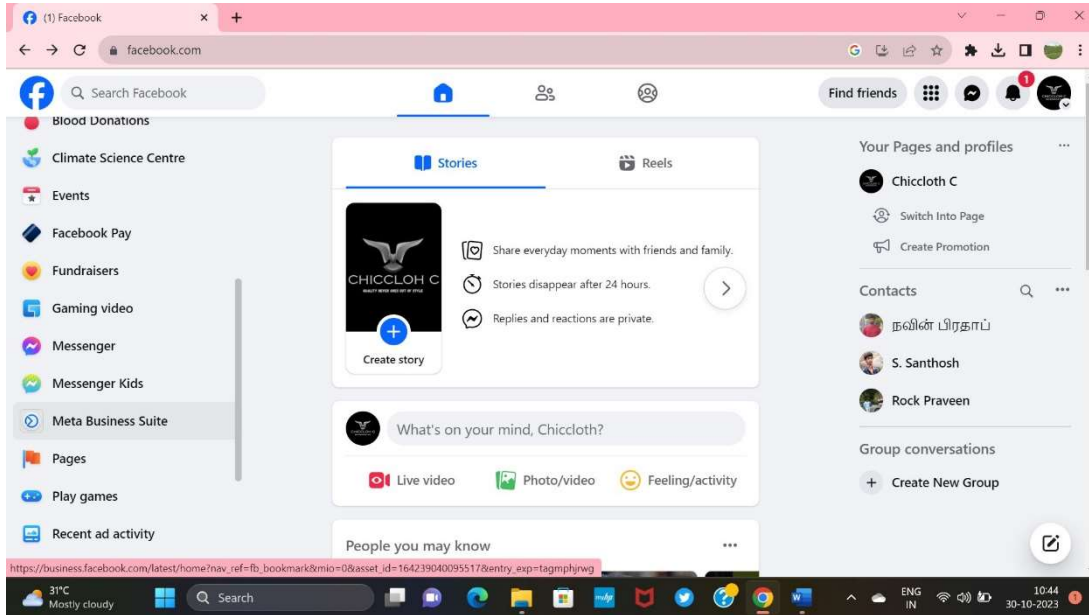 (1) Facebook
facebook.com
Search Facebook
Find friends
1
Blood Donations
Climate Science Centre
Events
Facebook Pay
Fundraisers
Gaming video
Messenger
Messenger Kids
Meta Business Suite
Pages
Play games
Recent ad activity
Stories
Reels
CHICCLOH C
Create story
Share everyday moments with friends and family.
Stories disappear after 24 hours.
Replies and reactions are private.
What's on your mind, Chiccloth?
Live video
Photo/video
Feeling/activity
People you may know
Your Pages and profiles
Chiccloth C
Switch Into Page
Create Promotion
Contacts
நவின் பிரதாப்
S. Santhosh
Rock Praveen
Group conversations
Create New Group
https://business.facebook.com/latest/home?nav_ref=fb_bookmark&mio=0&asset_id=164239040095517&entry_exp=tagmphjrwg
31°C
Mostly cloudy
Search
ENG
IN
10:44
30-10-2023
1